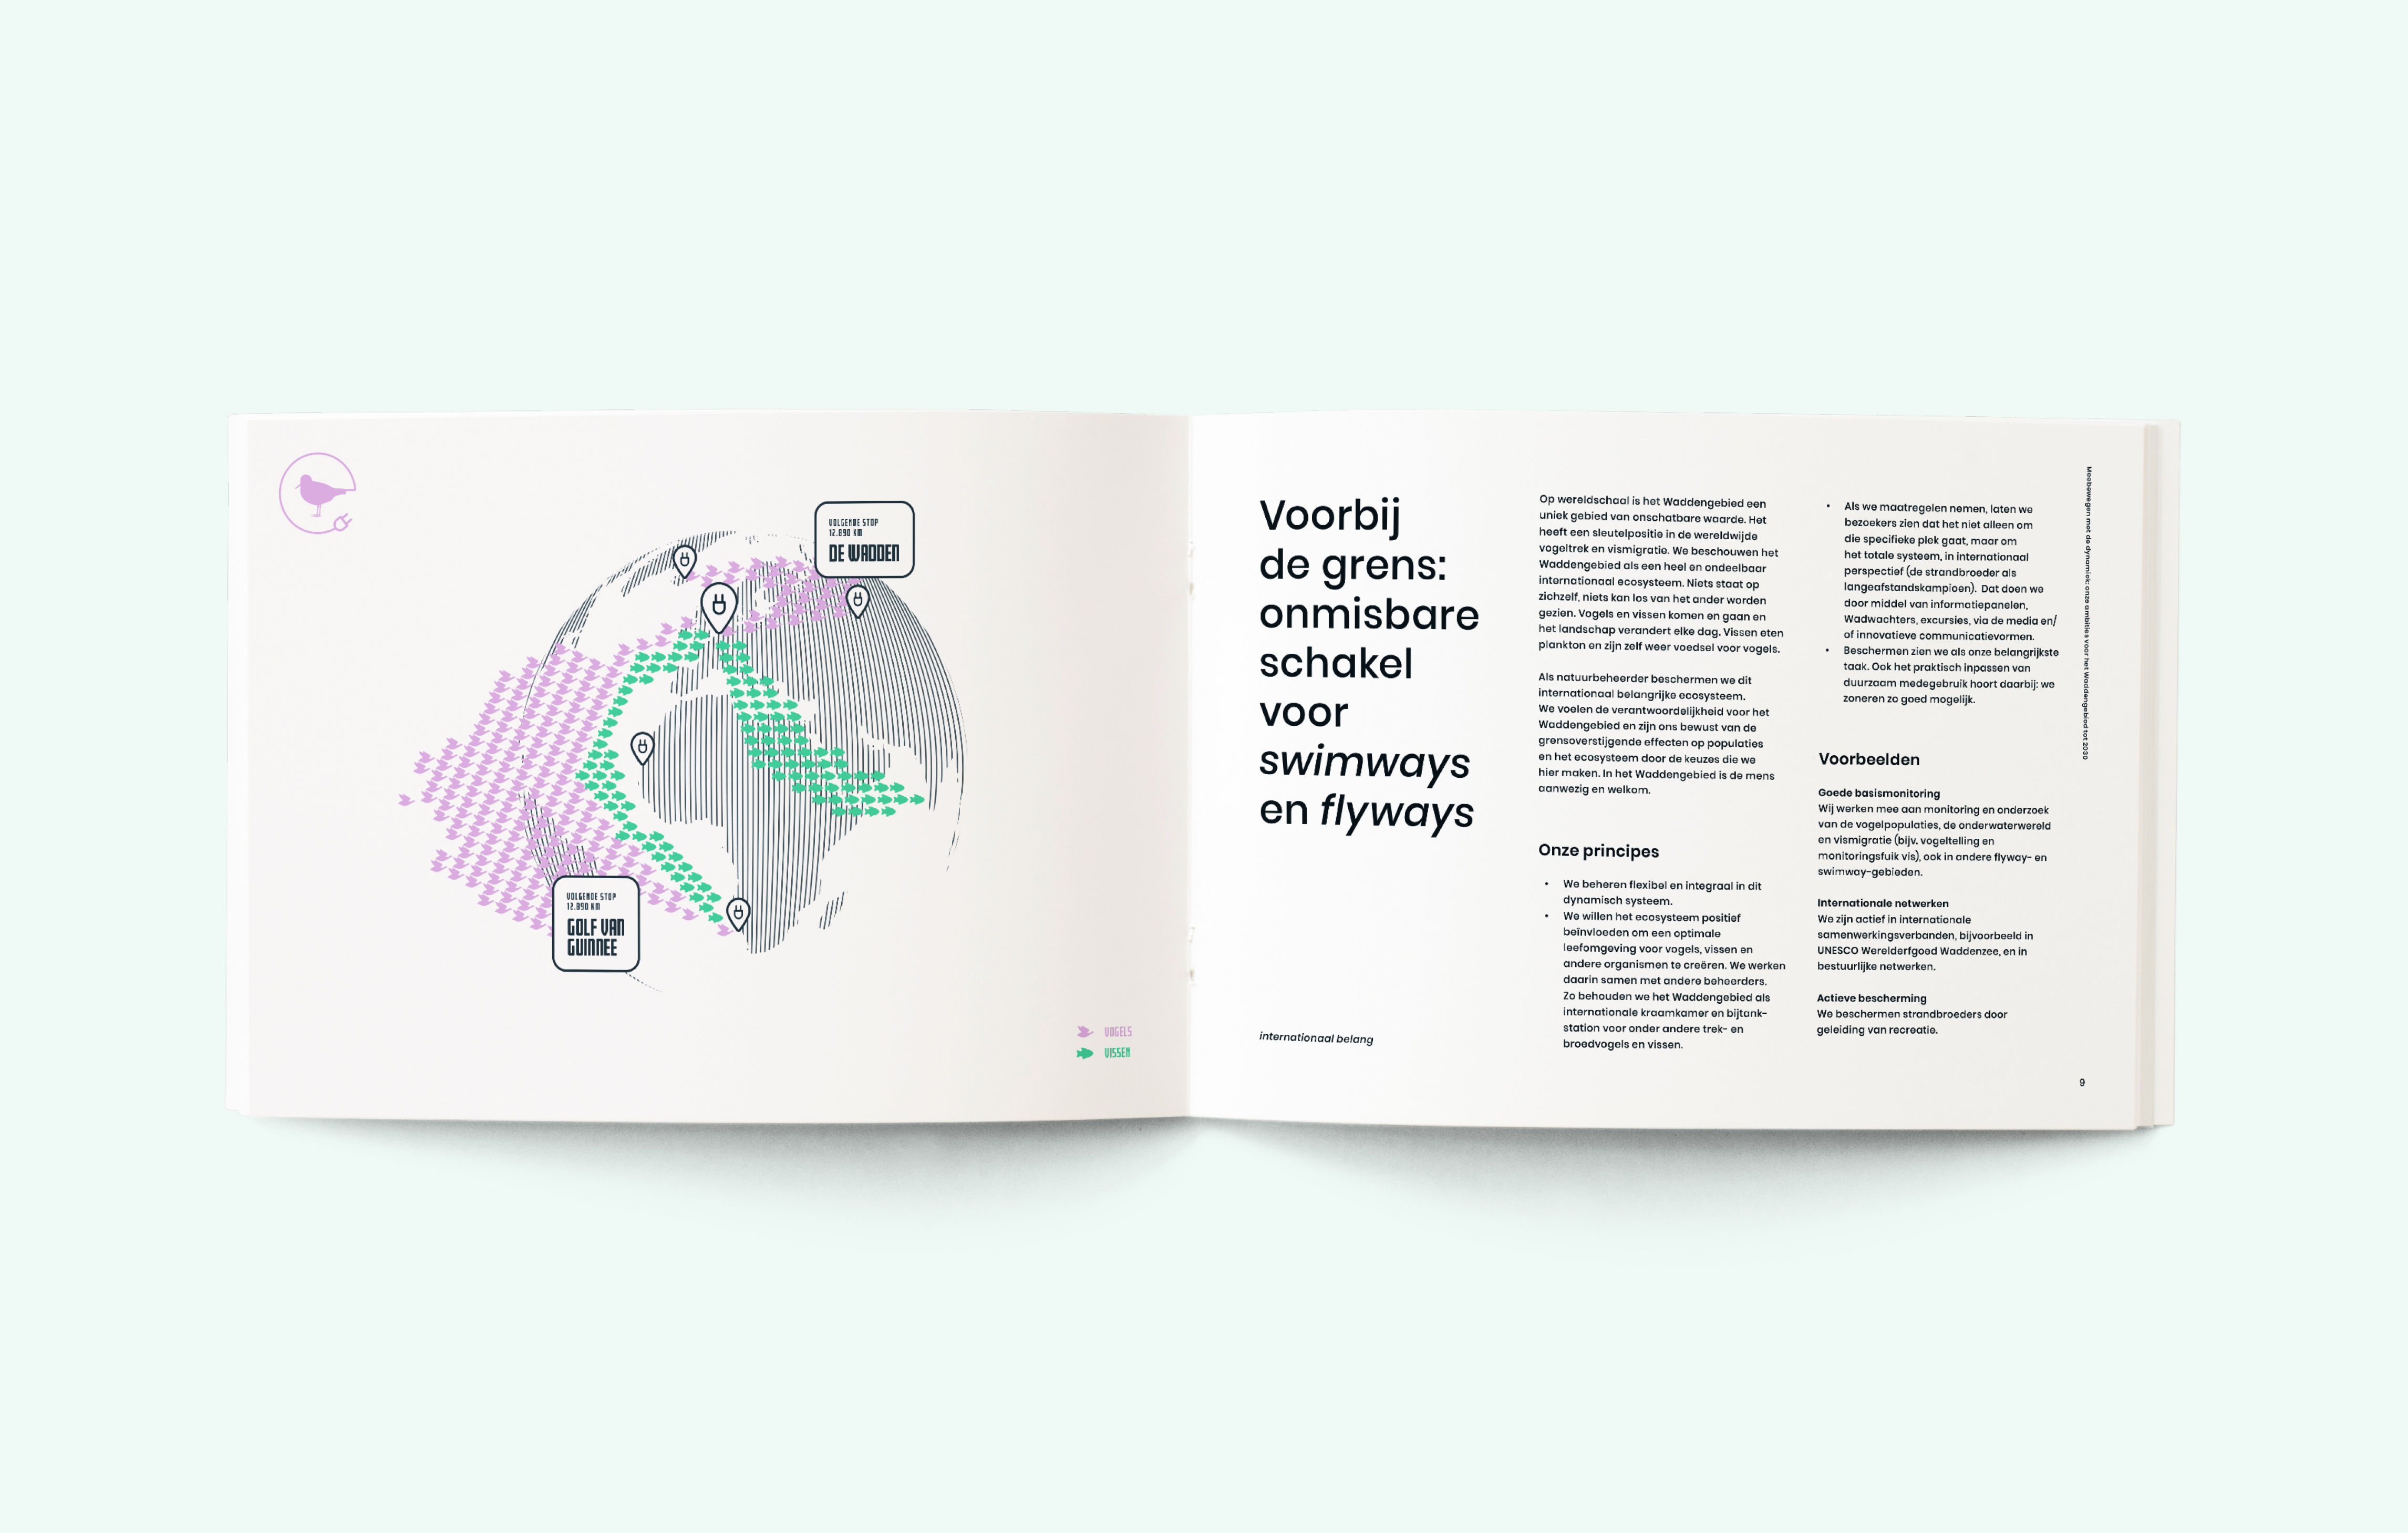 VOLGENDE STOP
12.890 KM
DE WADDEN
VOLGENDE STOP
12.890 KM
GOLF VAN
GUINNEE
VOGELS
VISSEN
Voorbij
de grens:
onmisbare
schakel
voor
swimways
en flyways
internationaal belang
Op wereldschaal is het Waddengebied een
uniek gebied van onschatbare waarde. Het
heeft een sleutelpositie in de wereldwijde
vogeltrek en vismigratie. We beschouwen het
Waddengebied als een heel en ondeelbaar
internationaal ecosysteem. Niets staat op
zichzelf, niets kan los van het ander worden
gezien. Vogels en vissen komen en gaan en
het landschap verandert elke dag. Vissen eten
plankton en zijn zelf weer voedsel voor vogels.
Als natuurbeheerder beschermen we dit
internationaal belangrijke ecosysteem.
We voelen de verantwoordelijkheid voor het
Waddengebied en zijn ons bewust van de
grensoverstijgende effecten op populaties
en het ecosysteem door de keuzes die we
hier maken. In het Waddengebied is de mens
aanwezig en welkom.
Onze principes
• We beheren flexibel en integraal in dit
dynamisch systeem.
• We willen het ecosysteem positief
beïnvloeden om een optimale
leefomgeving voor vogels, vissen en
andere organismen te creëren. We werken
daarin samen met andere beheerders.
Zo behouden we het Waddengebied als
internationale kraamkamer en bijtank-
station voor onder andere trek- en
broedvogels en vissen.
• Als we maatregelen nemen, laten we
bezoekers zien dat het niet alleen om
die specifieke plek gaat, maar om
het totale systeem, in internationaal
perspectief (de strandbroeder als
langeafstandskampioen). Dat doen we
door middel van informatiepanelen,
Wadwachters, excursies, via de media en/
of innovatieve communicatievormen.
• Beschermen zien we als onze belangrijkste
taak. Ook het praktisch inpassen van
duurzaam medegebruik hoort daarbij: we
zoneren zo goed mogelijk.
Voorbeelden
Goede basismonitoring
Wij werken mee aan monitoring en onderzoek
van de vogelpopulaties, de onderwaterwereld
en vismigratie (bijv. vogeltelling en
monitoringsfuik vis), ook in andere flyway- en
swimway-gebieden.
Internationale netwerken
We zijn actief in internationale
samenwerkingsverbanden, bijvoorbeeld in
UNESCO Werelderfgoed Waddenzee, en in
bestuurlijke netwerken.
Actieve bescherming
We beschermen strandbroeders door
geleiding van recreatie.
Meebewegen met de dynamiek: onze ambities voor het Waddengebied tot 2030
9